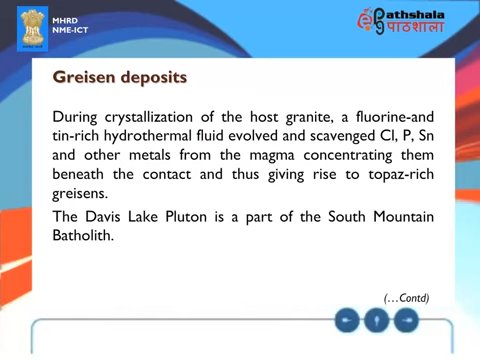 MHRD
NME-ICT
e pg athshala
पाठशाला
Greisen deposits
During crystallization of the host granite, a fluorine-and
tin-rich hydrothermal fluid evolved and scavenged Cl, P, Sn
and other metals from the magma concentrating them
beneath the contact and thus giving rise to topaz-rich
greisens.
The Davis Lake Pluton is a part of the South Mountain
Batholith.
(…Contd)